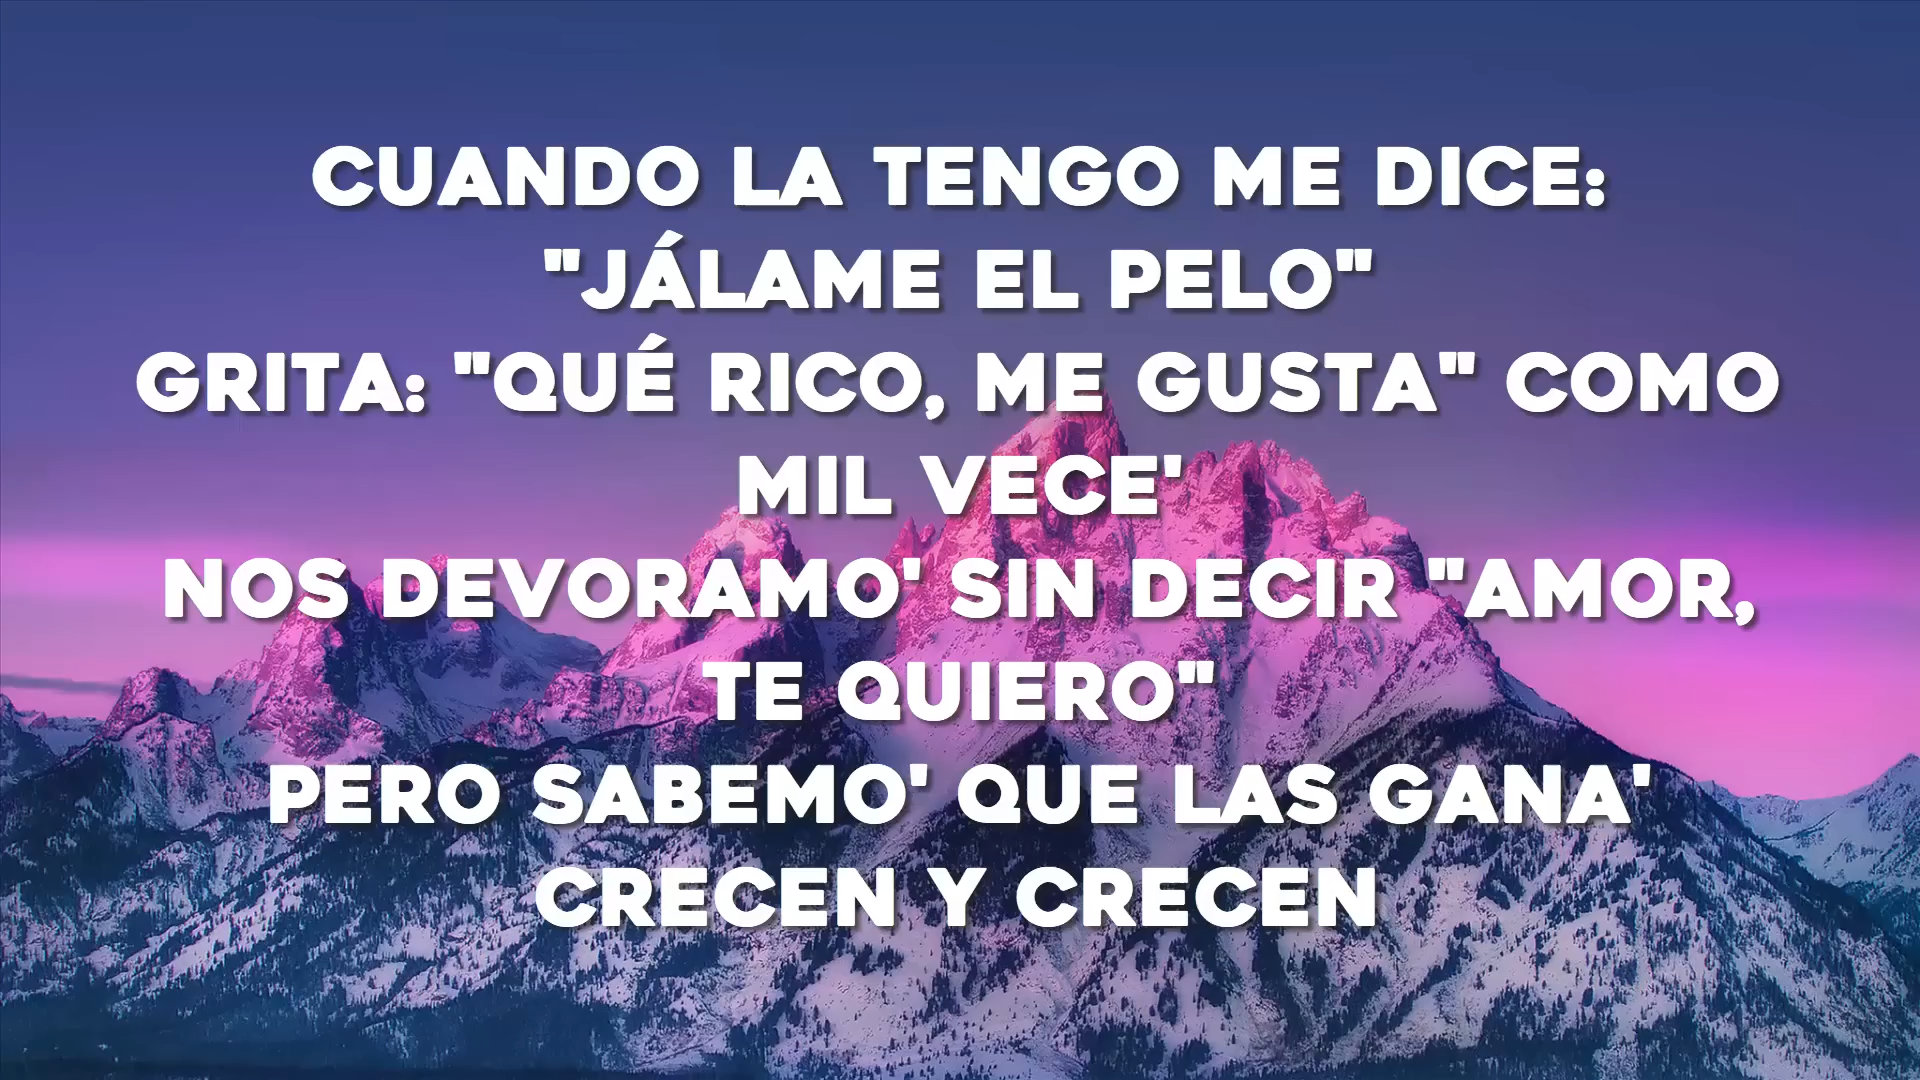 CUANDO LA TENGO ME DICE:
"JÁLAME EL PELO"
GRITA: "QUÉ RICO, ME GUSTA" COMO
MIL VECE'
NOS DEVORAMO' SIN DECIR "AMOR,
TE QUIERO"
PERO SABEMO' QUE LAS GANA'
CRECEN Y CRECEN